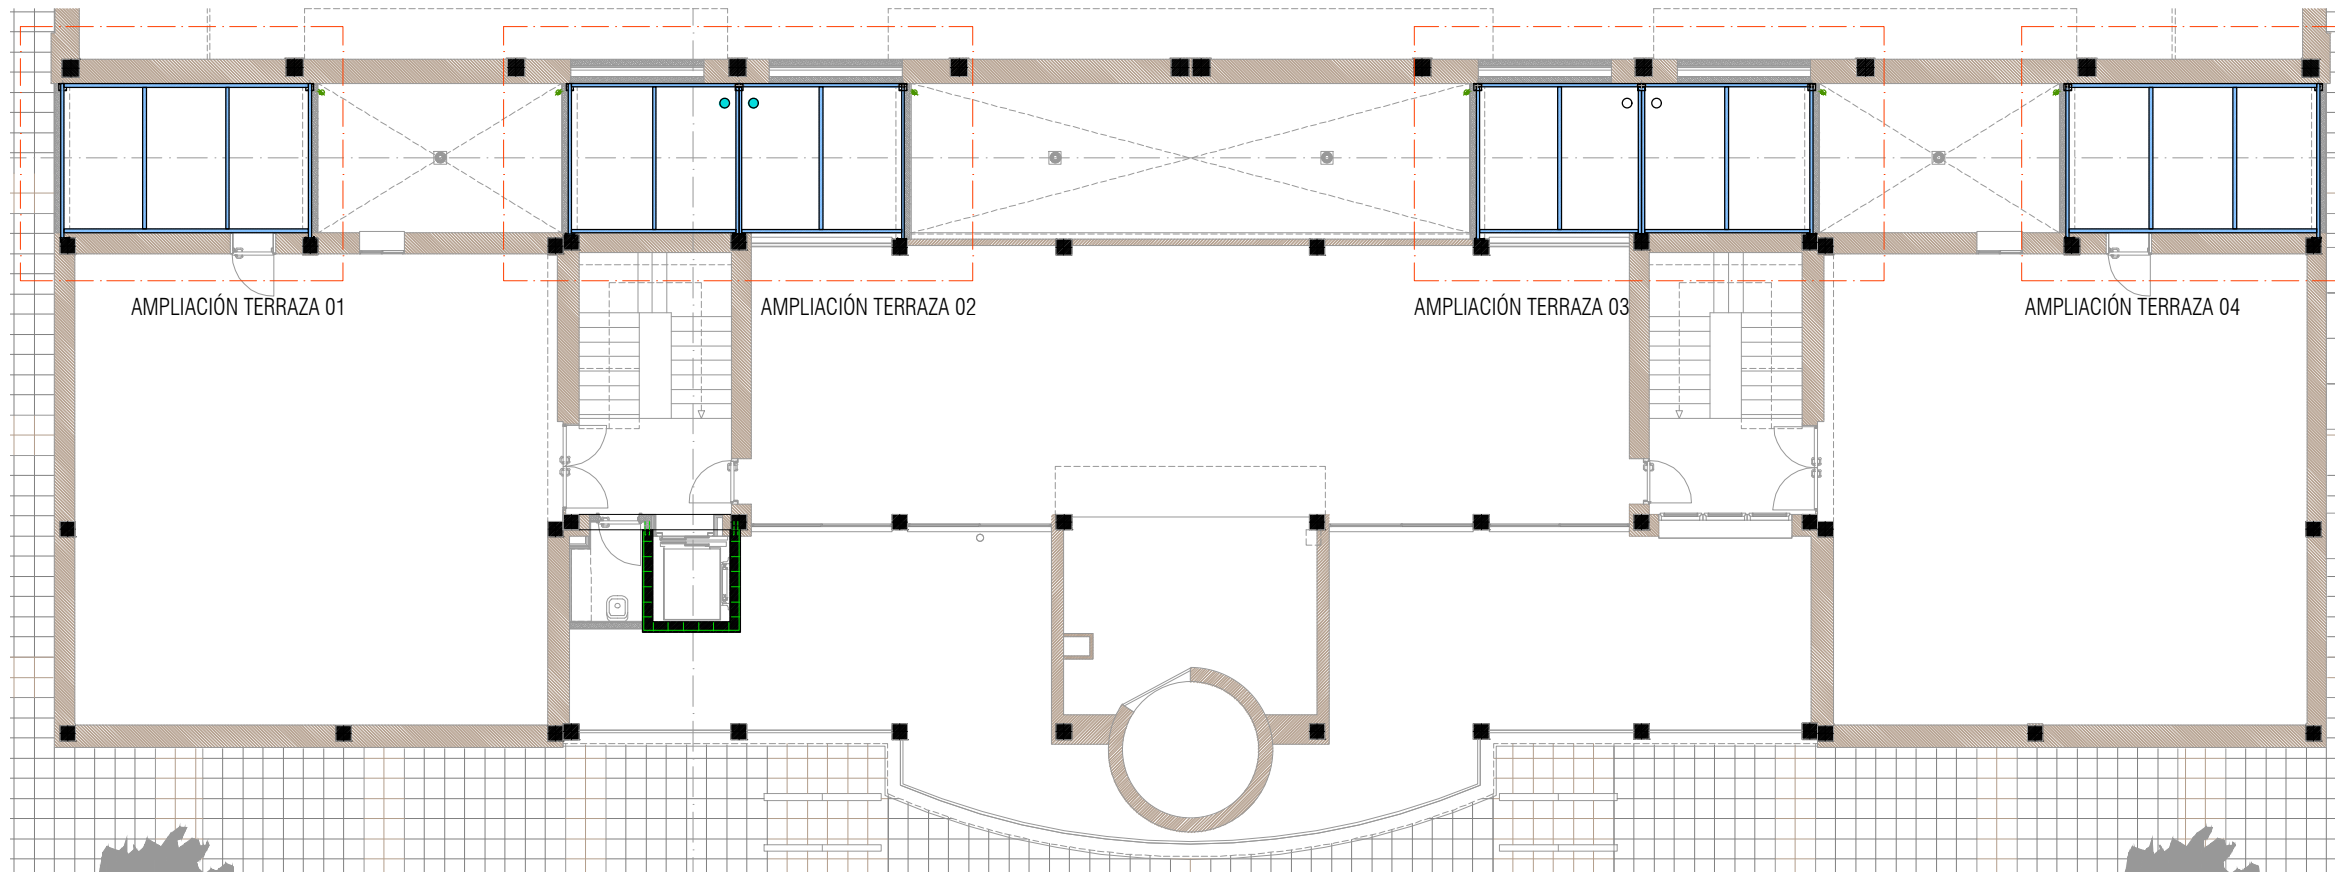 AMPLIACIÓN TERRAZA 01
AMPLIACIÓN TERRAZA 02
AMPLIACIÓN TERRAZA 03
AMPLIACIÓN TERRAZA 04